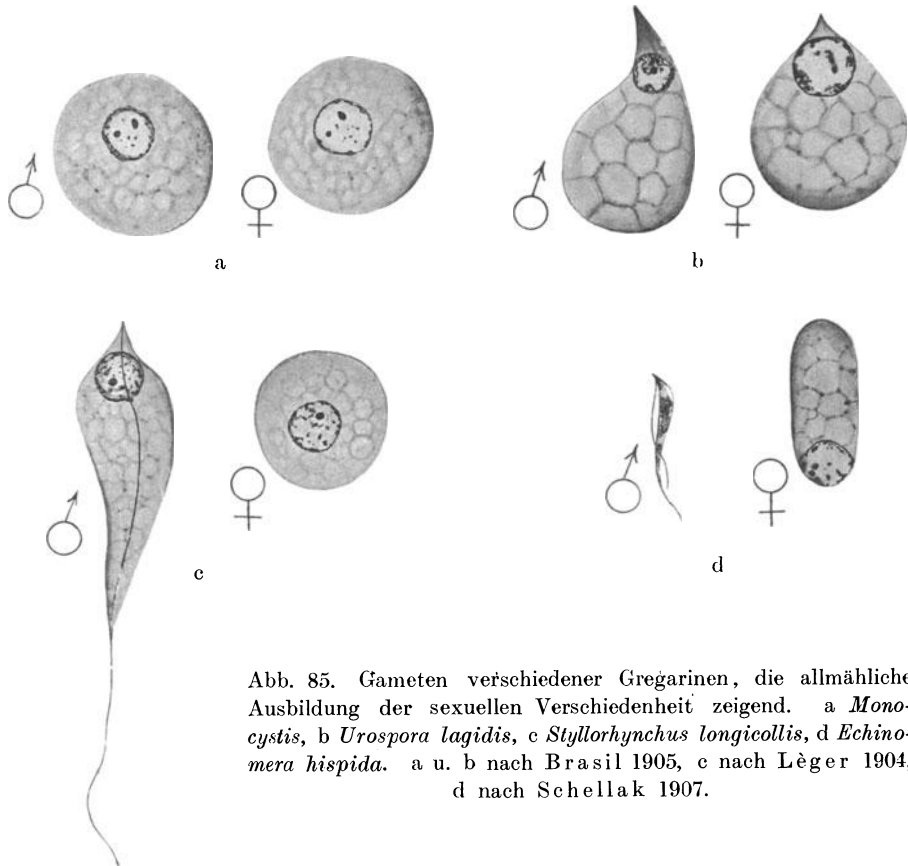 ♂ ♀ ♂ ♀
a b
♂ ♀ ♂ ♀
c d
Abb. 85. Gameten verschiedener Gregarinen, die allmähliche
Ausbildung der sexuellen Verschiedenheit zeigend. a Mono-
cystis, b Urospora lagidis, c Styllorhynchus longicollis, d Echino-
mera hispida. a u. b nach Brasil 1905, c nach Lèger 1904,
d nach Schellak 1907.